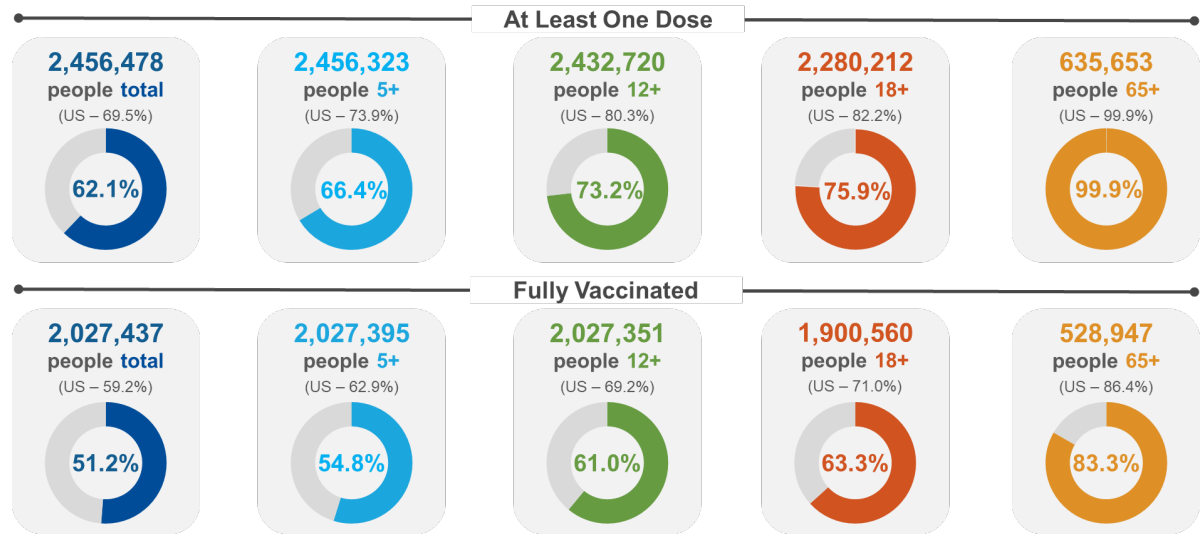 At Least One Dose
2,456,478
people total
(US – 69.5%)
62.1%
2,456,323
people 5+
(US – 73.9%)
66.4%
2,432,720
people 12+
(US – 80.3%)
73.2%
2,280,212
people 18+
(US – 82.2%)
75.9%
635,653
people 65+
(US – 99.9%)
99.9%
Fully Vaccinated
2,027,437
people total
(US – 59.2%)
51.2%
2,027,395
people 5+
(US – 62.9%)
54.8%
2,027,351
people 12+
(US – 69.2%)
61.0%
1,900,560
people 18+
(US – 71.0%)
63.3%
528,947
people 65+
(US – 86.4%)
83.3%